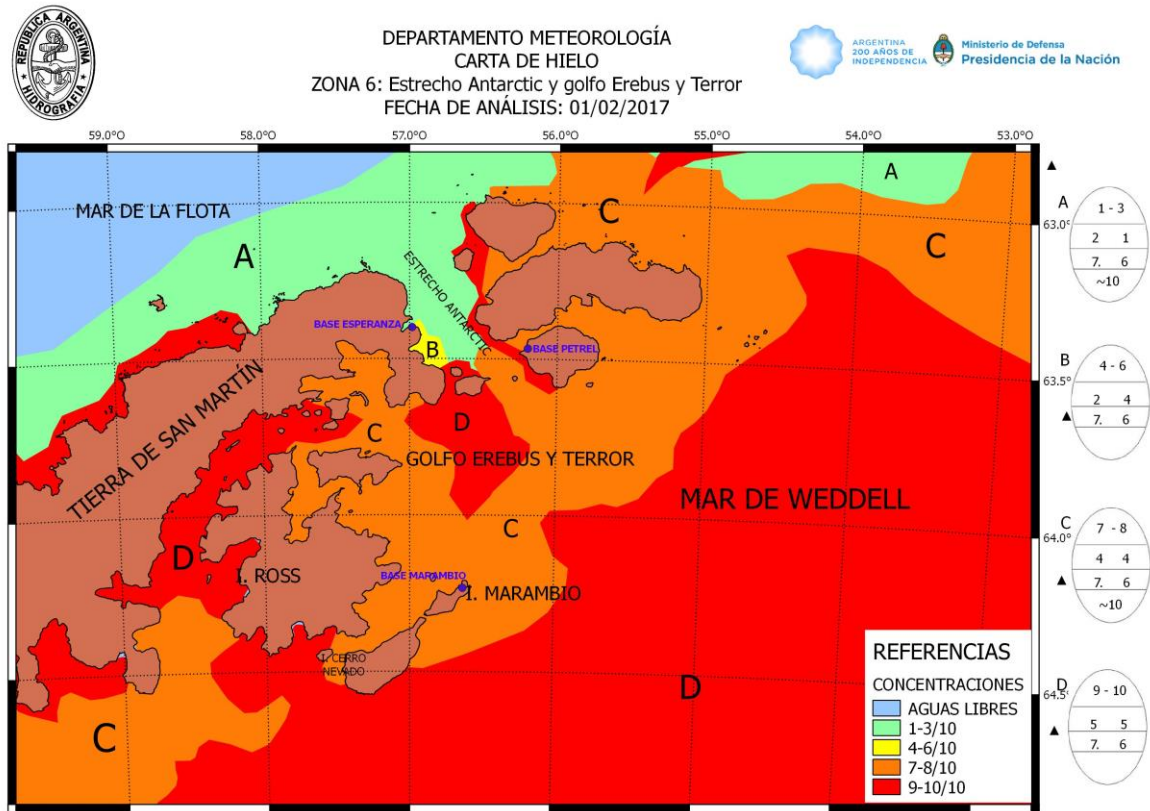 REPUBLICA ARGENTINA
HIDROGRAFIA
DEPARTAMENTO METEOROLOGÍA
CARTA DE HIELO
ZONA 6: Estrecho Antarctic y golfo Erebus y Terror
FECHA DE ANÁLISIS: 01/02/2017
ARGENTINA
200 AÑOS DE
INDEPENDENCIA
Ministerio de Defensa
Presidencia de la Nación
59.0°O 58.0°O 57.0°O 56.0°O 55.0°O 54.0°O 53.0°O
MAR DE LA FLOTA
A
C
A
C
ESTRECHO ANTARCTIC
BASE ESPERANZA
B
BASE PETREL
TIERRA DE SAN MARTÍN
C
D
GOLFO EREBUS Y TERROR
MAR DE WEDDELL
D
C
I. ROSS
BASE MARAMBIO
I. MARAMBIO
I. CERRO
NEVADO
D
C
63.0°
63.5°
64.0°
64.5°
REFERENCIAS
CONCENTRACIONES
AGUAS LIBRES
1-3/10
4-6/10
7-8/10
9-10/10
A
1 - 3
2 1
7. 6
~10
B
4 - 6
2 4
7. 6
C
7 - 8
4 4
7. 6
~10
D
9 - 10
5 5
7. 6